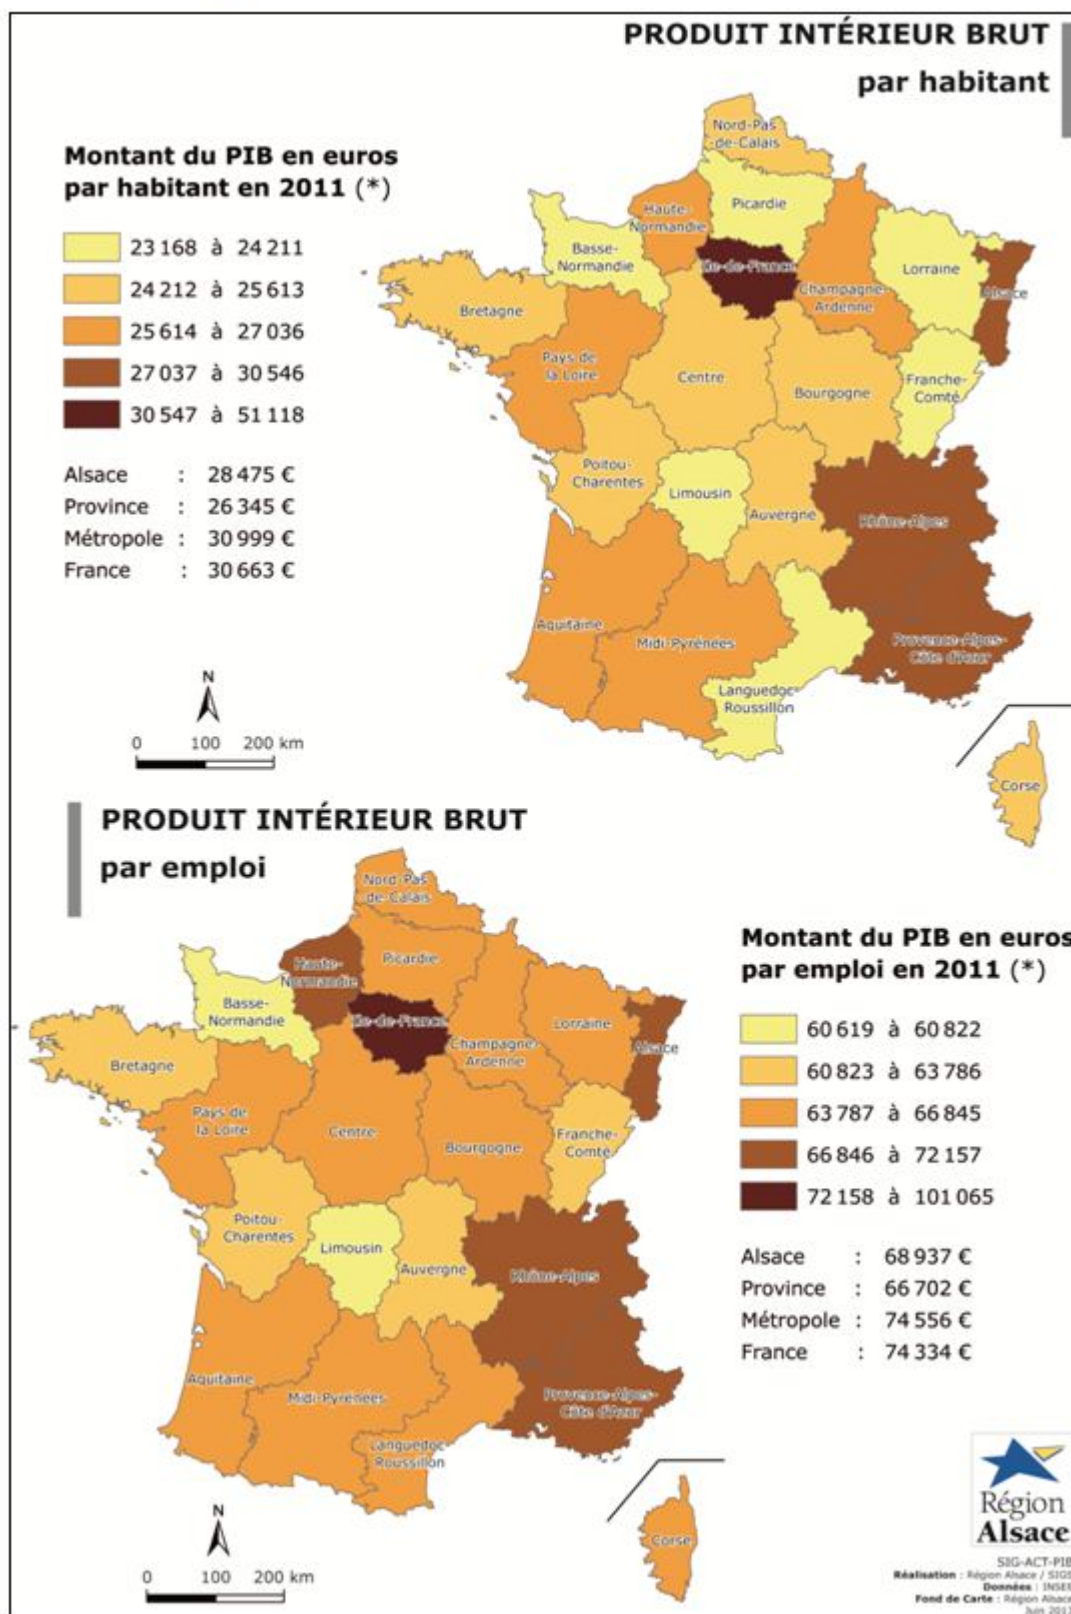 PRODUIT INTÉRIEUR BRUT
par habitant
Montant du PIB en euros
par habitant en 2011 (*)
23 168 à 24 211
24 212 à 25 613
25 614 à 27 036
27 037 à 30 546
30 547 à 51 118
Alsace : 28 475 €
Province : 26 345 €
Métropole : 30 999 €
France : 30 663 €
N
0 100 200 km
Nord-Pas
-de-Calais
Picardie
Haute-
Normandie
Basse-
Normandie
Île-de-France
Lorraine
Alsace
Champagne-
Ardenne
Bretagne
Pays de
la Loire
Centre
Bourgogne
Franche-
Comté
Poitou-
Charentes
Limousin
Auvergne
Rhône-Alpes
Aquitaine
Midi-Pyrénées
Provence-Alpes-
Côte d'Azur
Languedoc-
Roussillon
Corse
PRODUIT INTÉRIEUR BRUT
par emploi
Nord-Pas
de-Calais
Haute-
Normandie
Picardie
Basse-
Normandie
Île-de-France
Lorraine
Alsace
Champagne-
Ardenne
Bretagne
Pays de
la Loire
Centre
Bourgogne
Franche-
Comté
Poitou-
Charentes
Limousin
Auvergne
Rhône-Alpes
Aquitaine
Midi-Pyrénées
Provence-Alpes-
Côte d'Azur
Languedoc-
Roussillon
Corse
N
0 100 200 km
Montant du PIB en euros
par emploi en 2011 (*)
60 619 à 60 822
60 823 à 63 786
63 787 à 66 845
66 846 à 72 157
72 158 à 101 065
Alsace : 68 937 €
Province : 66 702 €
Métropole : 74 556 €
France : 74 334 €
Région
Alsace
SIG-ACT-PIB
Réalisation : Région Alsace / SIGS
Données : INSEE
Fond de Carte : Région Alsace
Juin 2013